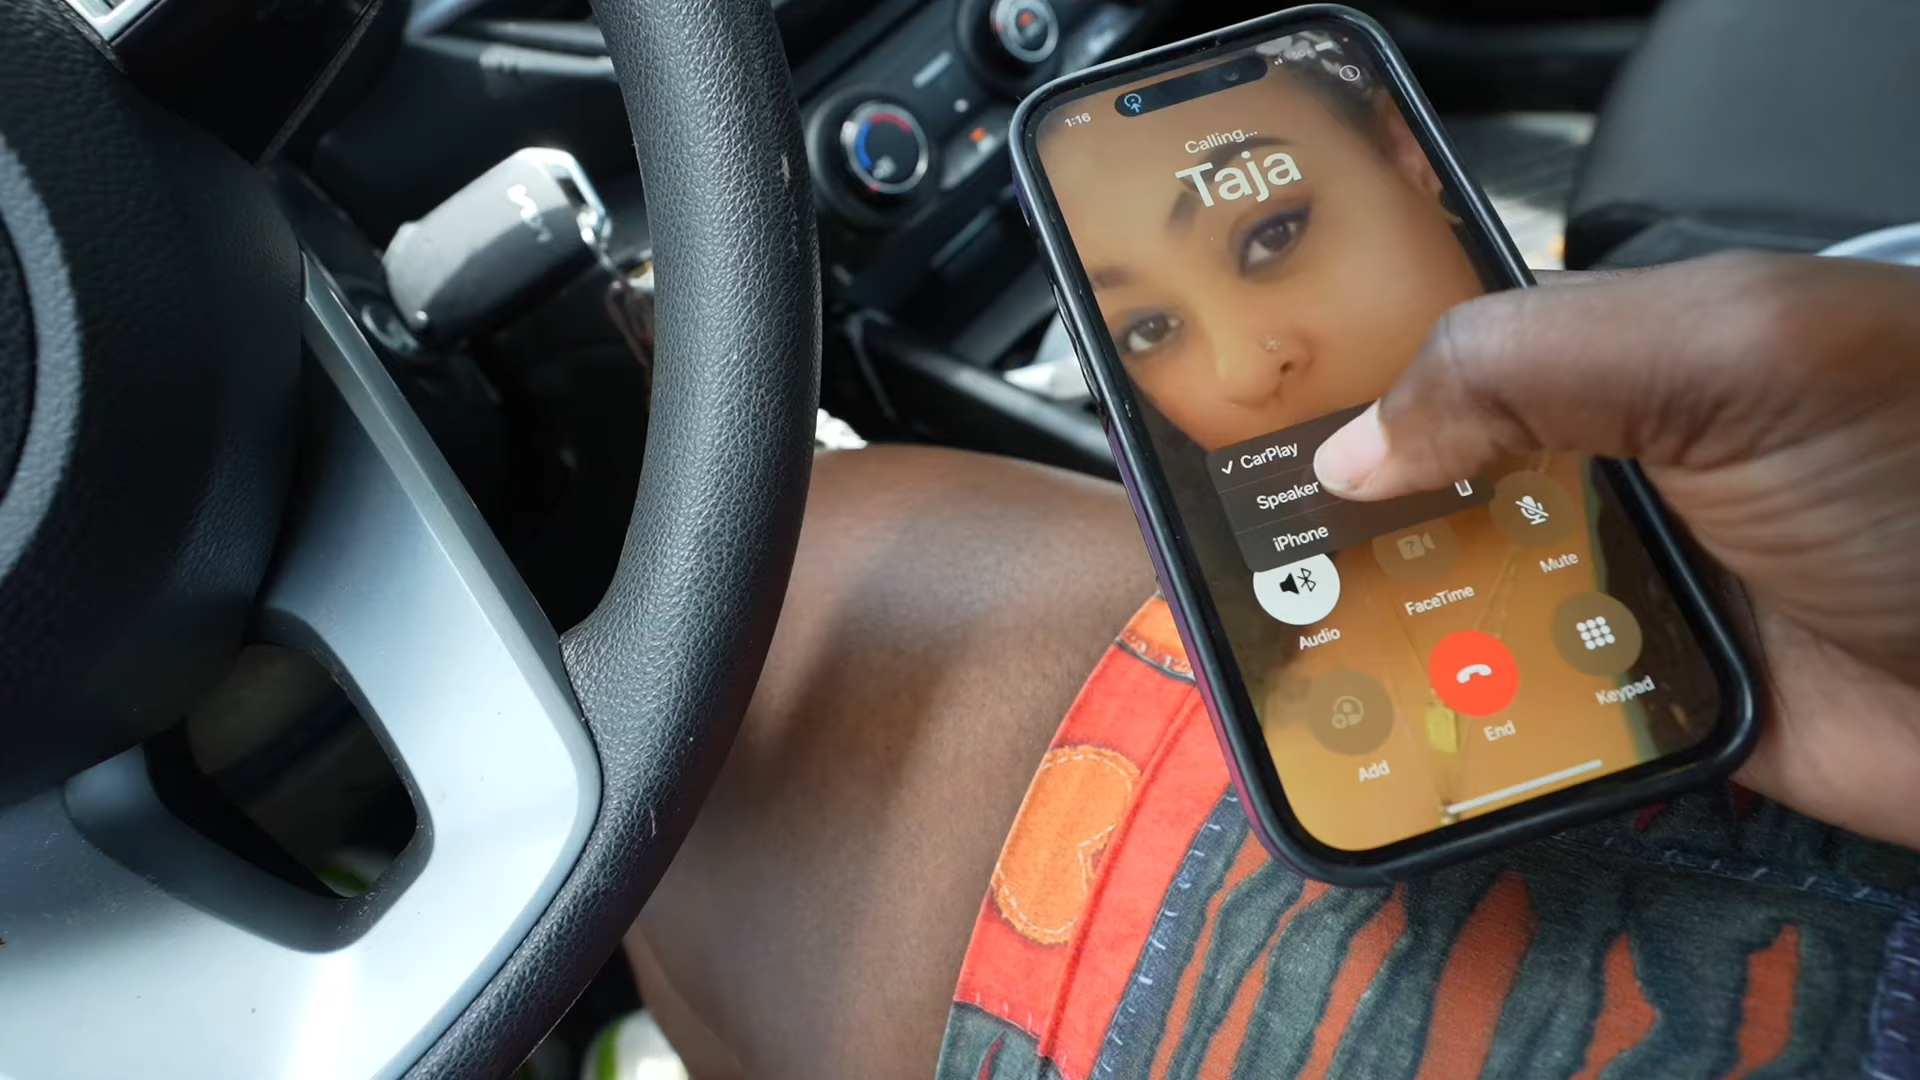 1:16
Calling...
Taja
✓ CarPlay
Speaker
iPhone
Audio
FaceTime
Mute
Add
End
Keypad